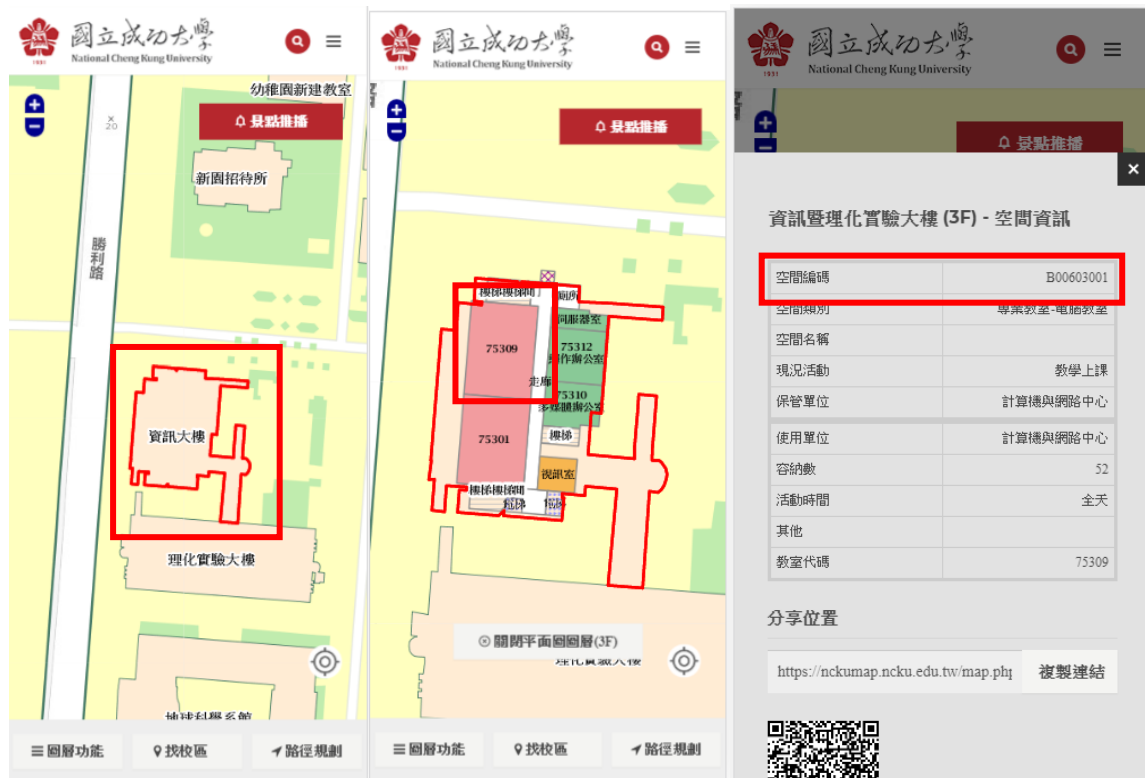 國立成功大學
National Cheng Kung University
1931
幼稚園新建教室
景點推播
新園招待所
勝利路
資訊大樓
理化實驗大樓
地球科學系館
圖層功能
找校區
路徑規劃
國立成功大學
National Cheng Kung University
1931
景點推播
樓梯樓梯間
廁所
伺服器室
75309
75312
走廊
75310
多媒體辦公室
75301
樓梯
視訊室
樓梯樓梯間
電梯
關閉平面圖圖層(3F)
理化實驗大樓
圖層功能
找校區
路徑規劃
國立成功大學
National Cheng Kung University
1931
景點推播
資訊暨理化實驗大樓 (3F) - 空間資訊
空間編碼 B00603001
空間類別 專業教室-電腦教室
空間名稱
現況活動 教學上課
保管單位 計算機與網路中心
使用單位 計算機與網路中心
容納數 52
活動時間 全天
其他
教室代碼 75309
分享位置
https://nckumap.ncku.edu.tw/map.php 複製連結